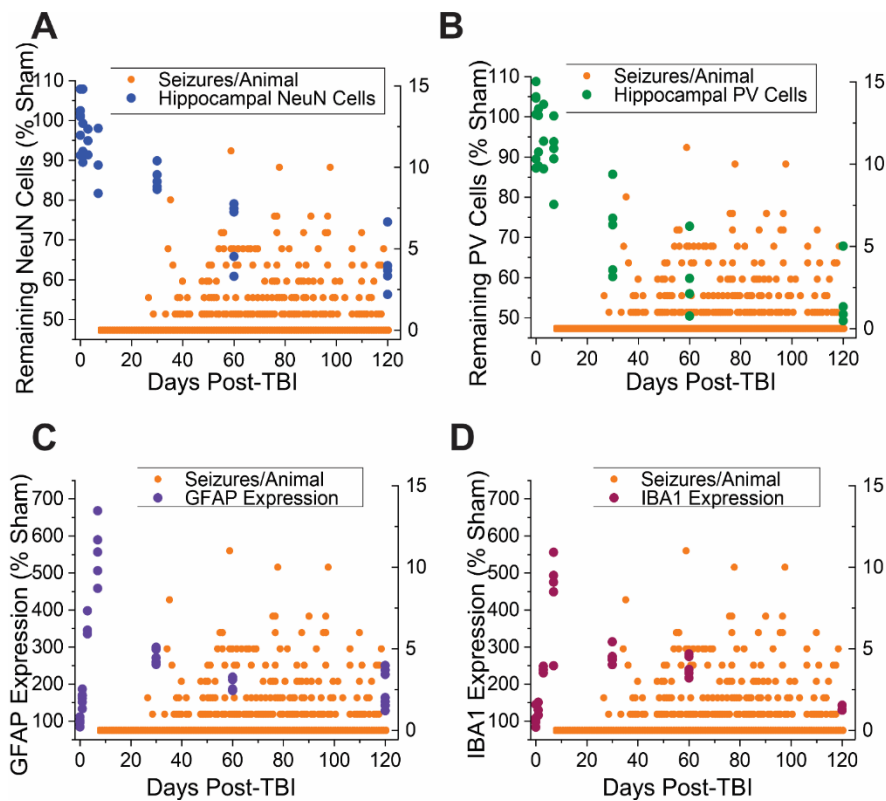 A
Seizures/Animal
Hippocampal NeuN Cells
Remaining NeuN Cells (% Sham)
110
100
90
80
70
60
50
15
10
5
0
0 20 40 60 80 100 120
Days Post-TBI
B
Seizures/Animal
Hippocampal PV Cells
Remaining PV Cells (% Sham)
110
100
90
80
70
60
50
15
10
5
0
0 20 40 60 80 100 120
Days Post-TBI
C
Seizures/Animal
GFAP Expression
GFAP Expression (% Sham)
700
600
500
400
300
200
100
15
10
5
0
0 20 40 60 80 100 120
Days Post-TBI
D
Seizures/Animal
IBA1 Expression
IBA1 Expression (% Sham)
700
600
500
400
300
200
100
15
10
5
0
0 20 40 60 80 100 120
Days Post-TBI